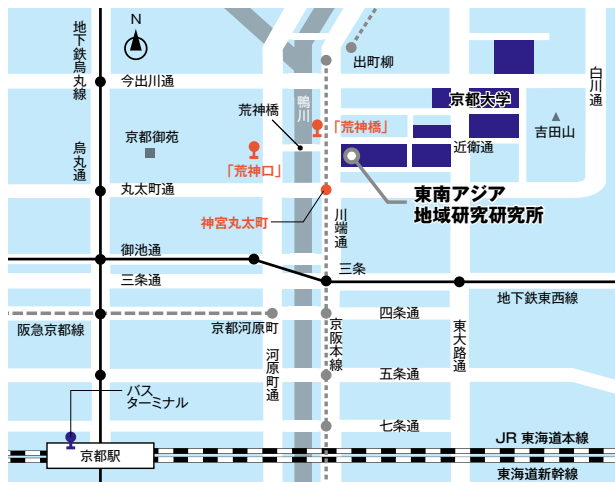 地下鉄烏丸線
N
出町柳
今出川通
白川通
鴨川
荒神橋
「荒神橋」
京都大学
京都御苑
吉田山
近衛通
烏丸通
「荒神口」
丸太町通
東南アジア
地域研究研究所
神宮丸太町
川端通
御池通
三条
三条通
地下鉄東西線
四条通
阪急京都線
京都河原町
京阪本線
東大路通
河原町通
五条通
バス
ターミナル
七条通
JR 東海道本線
京都駅
東海道新幹線